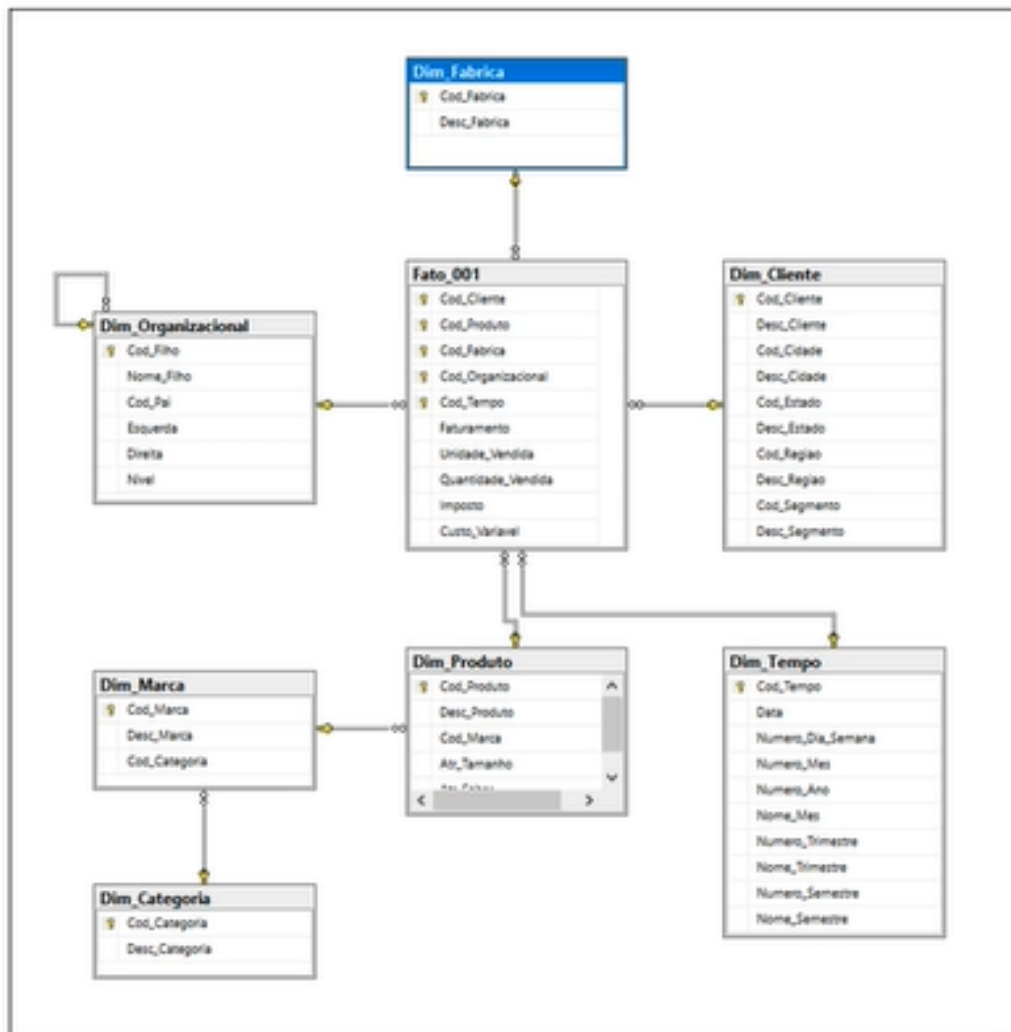 Dim_Fabrica
Cod_Fabrica
Desc_Fabrica
Fato_001
Cod_Cliente
Cod_Produto
Cod_Fabrica
Cod_Organizacional
Cod_Tempo
Faturamento
Unidade_Vendida
Quantidade_Vendida
Imposto
Custo_Variavel
Dim_Cliente
Cod_Cliente
Desc_Cliente
Cod_Cidade
Desc_Cidade
Cod_Estado
Desc_Estado
Cod_Regiao
Desc_Regiao
Cod_Segmento
Desc_Segmento
Dim_Organizacional
Cod_Filho
Nome_Filho
Cod_Pai
Esquerda
Direita
Nivel
Dim_Marca
Cod_Marca
Desc_Marca
Cod_Categoria
Dim_Produto
Cod_Produto
Desc_Produto
Cod_Marca
Atr_Tamanho
Dim_Tempo
Cod_Tempo
Data
Numero_Dia_Semana
Numero_Mes
Numero_Ano
Nome_Mes
Numero_Trimestre
Nome_Trimestre
Numero_Semestre
Nome_Semestre
Dim_Categoria
Cod_Categoria
Desc_Categoria